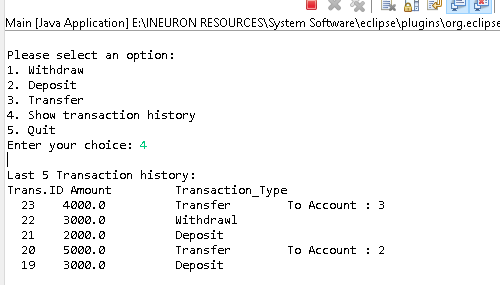 Main [Java Application] E:\INEURON RESOURCES\System Software\eclipse\plugins\org.eclipse
Please select an option:
1. Withdraw
2. Deposit
3. Transfer
4. Show transaction history
5. Quit
Enter your choice: 4
Last 5 Transaction history:
Trans.ID Amount Transaction_Type
23 4000.0 Transfer To Account : 3
22 3000.0 Withdrawl
21 2000.0 Deposit
20 5000.0 Transfer To Account : 2
19 3000.0 Deposit